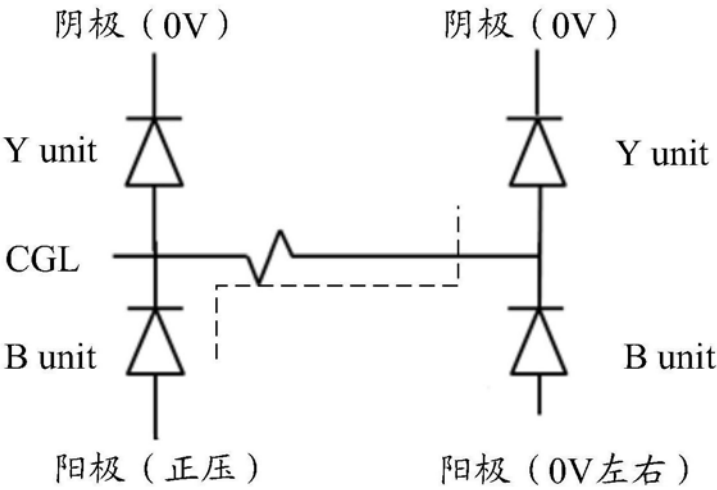 阴极（0V） 阴极（0V）
Y unit Y unit
CGL
B unit B unit
阳极（正压） 阳极（0V左右）